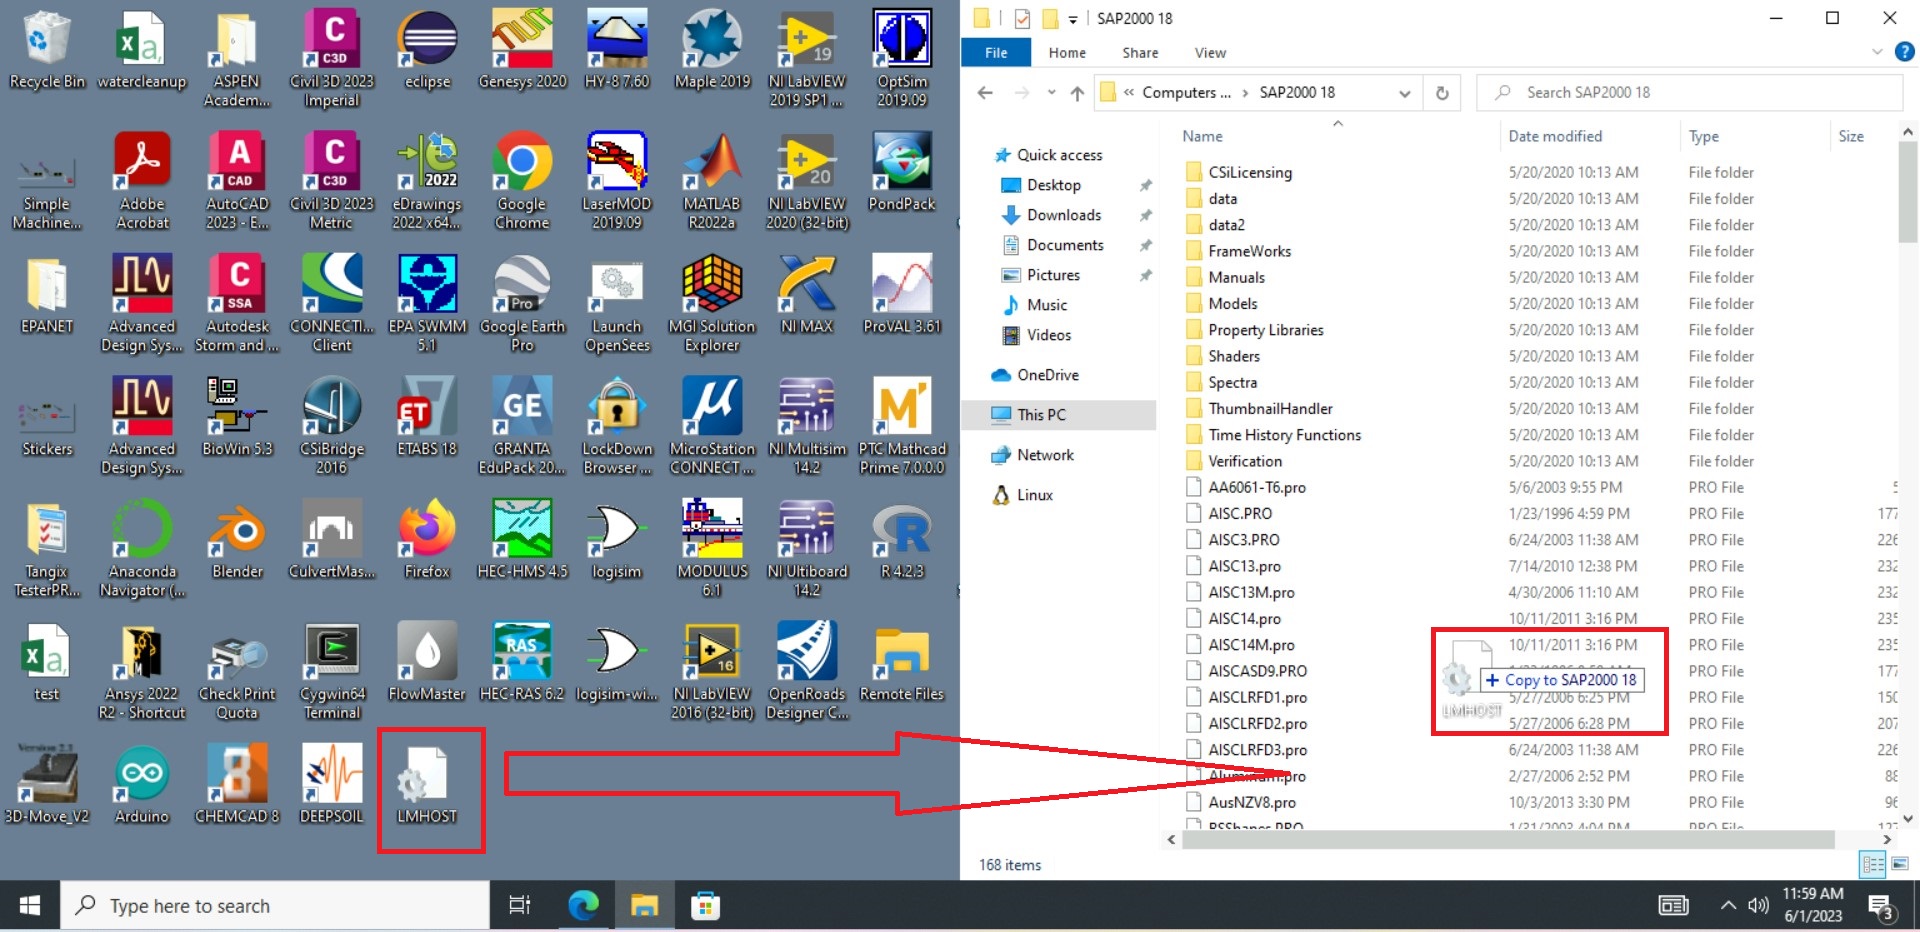 Recycle Bin
watercleanup
ASPEN
Academ...
Civil 3D 2023
Imperial
eclipse
Genesys 2020
HY-8 7.60
Maple 2019
NI LabVIEW
2019 SP1 ...
OptSim
2019.09
Simple
Machine...
Adobe
Acrobat
AutoCAD
2023 - E...
Civil 3D 2023
Metric
eDrawings
2022 x64...
Google
Chrome
LaserMOD
2019.09
MATLAB
R2022a
NI LabVIEW
2020 (32-bit)
PondPack
EPANET
Advanced
Design Sys...
Autodesk
Storm and ...
CONNECTI...
Client
EPA SWMM
5.1
Google Earth
Pro
Launch
OpenSees
MGI Solution
Explorer
NI MAX
ProVAL 3.61
Stickers
Advanced
Design Sys...
BioWin 5.3
CSiBridge
2016
ETABS 18
GRANTA
EduPack 20...
LockDown
Browser ...
MicroStation
CONNECT ...
NI Multisim
14.2
PTC Mathcad
Prime 7.0.0.0
Tangix
TesterPR...
Anaconda
Navigator (...
Blender
CulvertMas...
Firefox
HEC-HMS 4.5
logisim
MODULUS
6.1
NI Ultiboard
14.2
R 4.2.3
test
Ansys 2022
R2 - Shortcut
Check Print
Quota
Cygwin64
Terminal
FlowMaster
HEC-RAS 6.2
logisim-wi...
NI LabVIEW
2016 (32-bit)
OpenRoads
Designer C...
Remote Files
3D-Move_V2
Arduino
CHEMCAD 8
DEEPSOIL
LMHOST
SAP2000 18
File Home Share View
Computers ... › SAP2000 18
Search SAP2000 18
Quick access
Desktop
Downloads
Documents
Pictures
Music
Videos
OneDrive
This PC
Network
Linux
Name Date modified Type Size
CSiLicensing 5/20/2020 10:13 AM File folder
data 5/20/2020 10:13 AM File folder
data2 5/20/2020 10:13 AM File folder
FrameWorks 5/20/2020 10:13 AM File folder
Manuals 5/20/2020 10:13 AM File folder
Models 5/20/2020 10:13 AM File folder
Property Libraries 5/20/2020 10:13 AM File folder
Shaders 5/20/2020 10:13 AM File folder
Spectra 5/20/2020 10:13 AM File folder
ThumbnailHandler 5/20/2020 10:13 AM File folder
Time History Functions 5/20/2020 10:13 AM File folder
Verification 5/20/2020 10:13 AM File folder
AA6061-T6.pro 5/6/2003 9:55 PM PRO File 5
AISC.PRO 1/23/1996 4:59 PM PRO File 177
AISC3.PRO 6/24/2003 11:38 AM PRO File 226
AISC13.pro 7/14/2010 12:38 PM PRO File 232
AISC13M.pro 4/30/2006 11:10 AM PRO File 232
AISC14.pro 10/11/2011 3:16 PM PRO File 235
AISC14M.pro 10/11/2011 3:16 PM PRO File 235
AISCASD9.PRO PRO File 177
AISCLRFD1.pro 5/27/2006 6:25 PM PRO File 150
AISCLRFD2.pro 5/27/2006 6:28 PM PRO File 207
AISCLRFD3.pro 6/24/2003 11:38 AM PRO File 226
Aluminum.pro 2/27/2006 2:52 PM PRO File 88
AusNZV8.pro 10/3/2013 3:30 PM PRO File 96
BSShapes.PRO 1/31/2003 4:04 PM PRO File 127
Copy to SAP2000 18
LMHOST
168 items
Type here to search
11:59 AM
6/1/2023
3